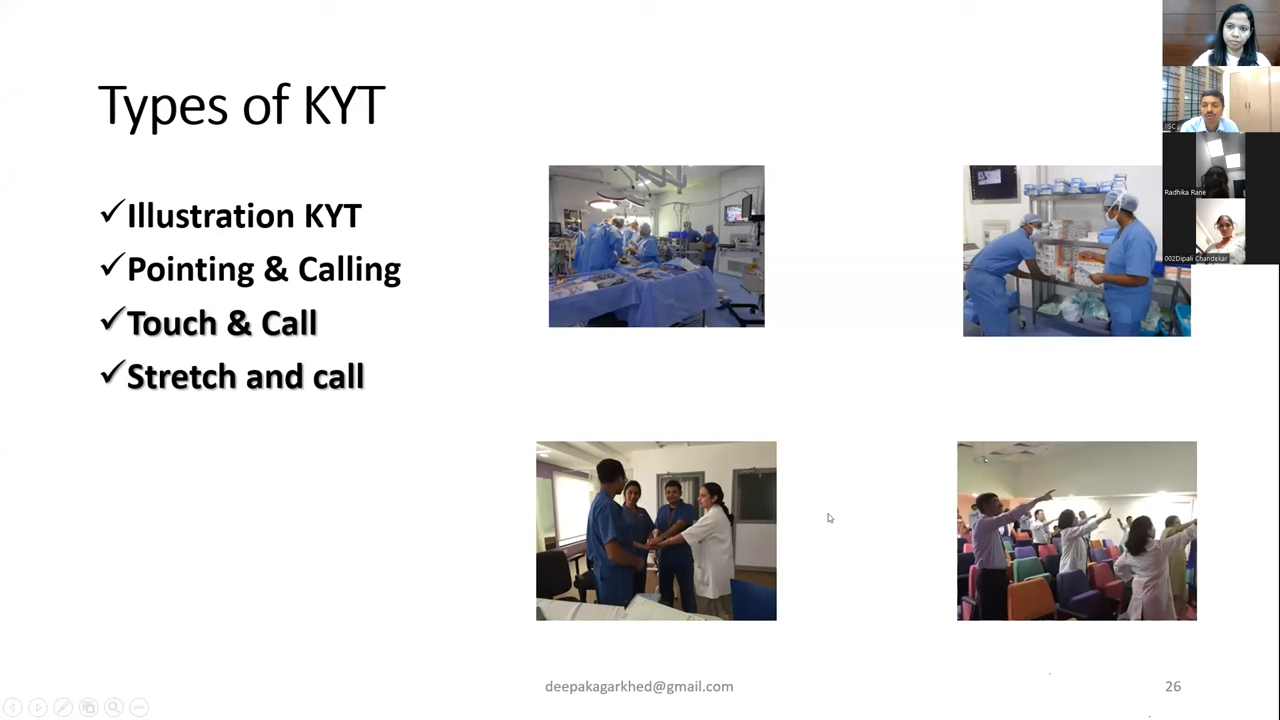 Types of KYT
✓Illustration KYT
✓Pointing & Calling
✓Touch & Call
✓Stretch and call
Radhika Rane
002Dipali Chandekar
deepakagarkhed@gmail.com
26